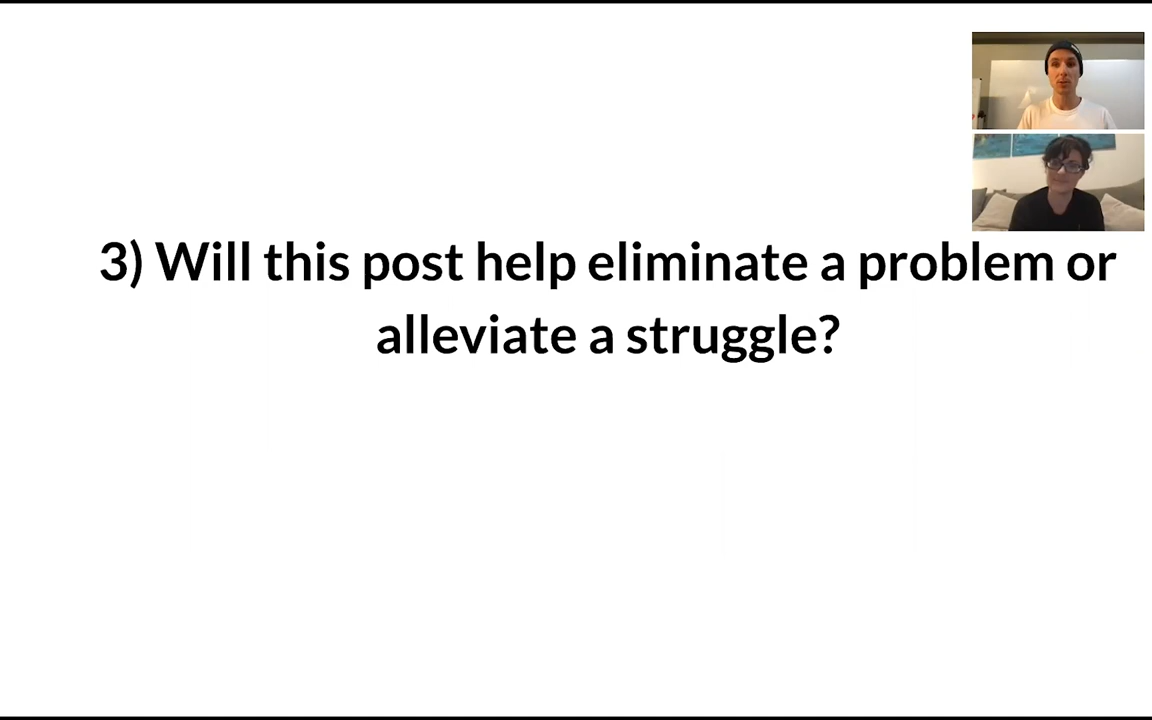 3) Will this post help eliminate a problem or
alleviate a struggle?